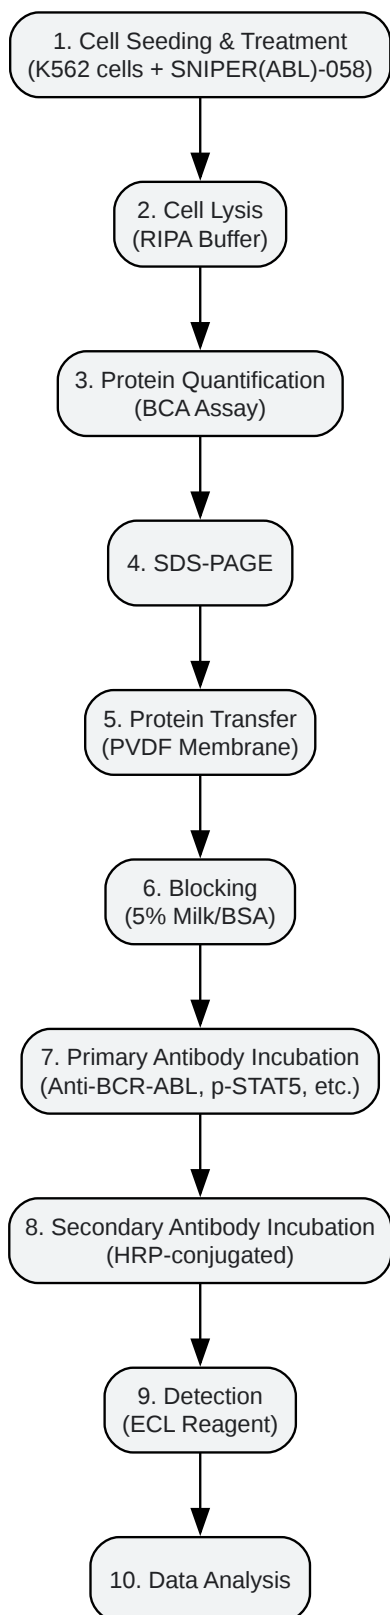 1. Cell Seeding & Treatment
(K562 cells + SNIPER(ABL)-058)
2. Cell Lysis
(RIPA Buffer)
3. Protein Quantification
(BCA Assay)
4. SDS-PAGE
5. Protein Transfer
(PVDF Membrane)
6. Blocking
(5% Milk/BSA)
7. Primary Antibody Incubation
(Anti-BCR-ABL, p-STAT5, etc.)
8. Secondary Antibody Incubation
(HRP-conjugated)
9. Detection
(ECL Reagent)
10. Data Analysis